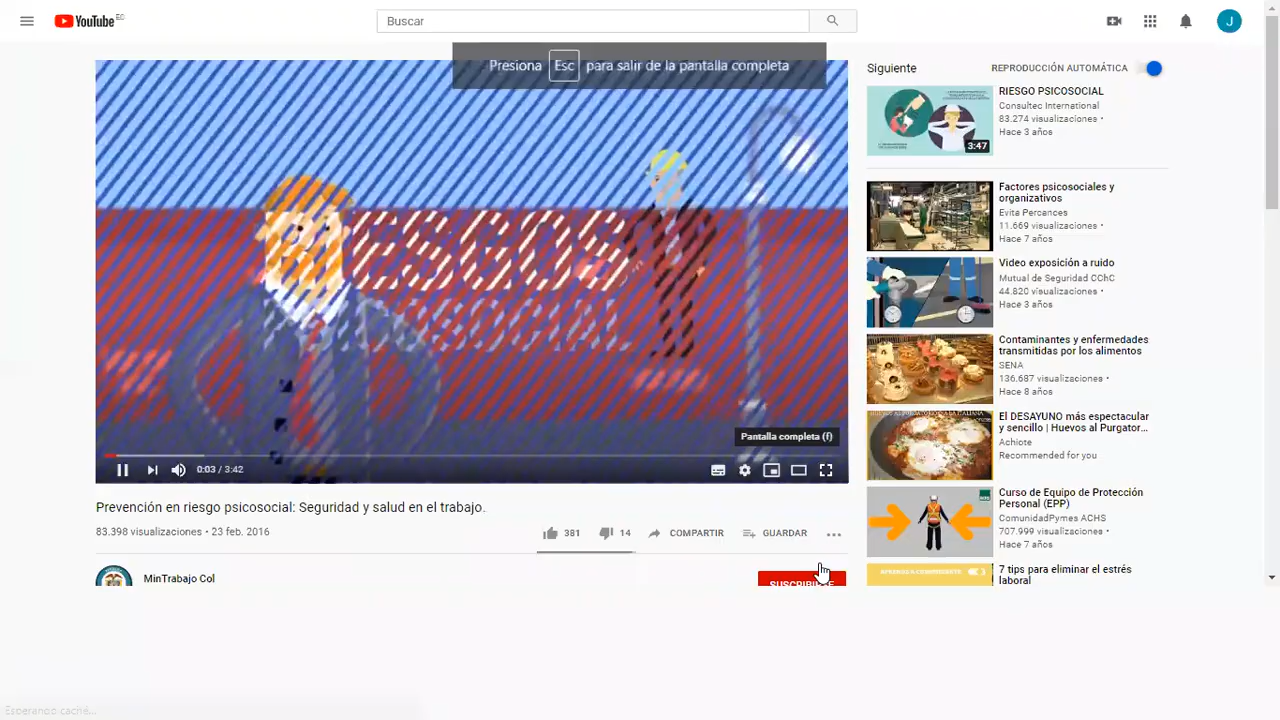 YouTube EC
Buscar
J
Presiona Esc para salir de la pantalla completa
RIESGOS
PSICOSOCIAL
Pantalla completa (f)
0:03 / 3:42
Prevención en riesgo psicosocial: Seguridad y salud en el trabajo.
83.398 visualizaciones • 23 feb. 2016
381
14
COMPARTIR
GUARDAR
MinTrabajo Col
SUSCRIBIRSE
Siguiente
REPRODUCCIÓN AUTOMÁTICA
3:47
RIESGO PSICOSOCIAL
Consultec International
83.274 visualizaciones •
Hace 3 años
Factores psicosociales y
organizativos
Evita Percances
11.669 visualizaciones •
Hace 7 años
Video exposición a ruido
Mutual de Seguridad CChC
44.820 visualizaciones •
Hace 3 años
Contaminantes y enfermedades
transmitidas por los alimentos
SENA
136.687 visualizaciones •
Hace 8 años
El DESAYUNO más espectacular
y sencillo | Huevos al Purgator...
Achiote
Recommended for you
Curso de Equipo de Protección
Personal (EPP)
ComunidadPymes ACHS
707.999 visualizaciones •
Hace 7 años
7 tips para eliminar el estrés
laboral
Esperando caché...